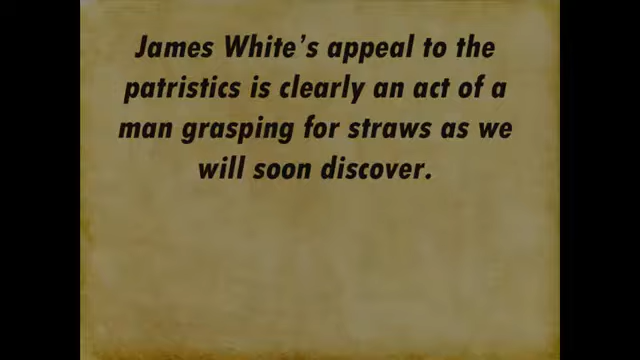 James White's appeal to the
patristics is clearly an act of a
man grasping for straws as we
will soon discover.